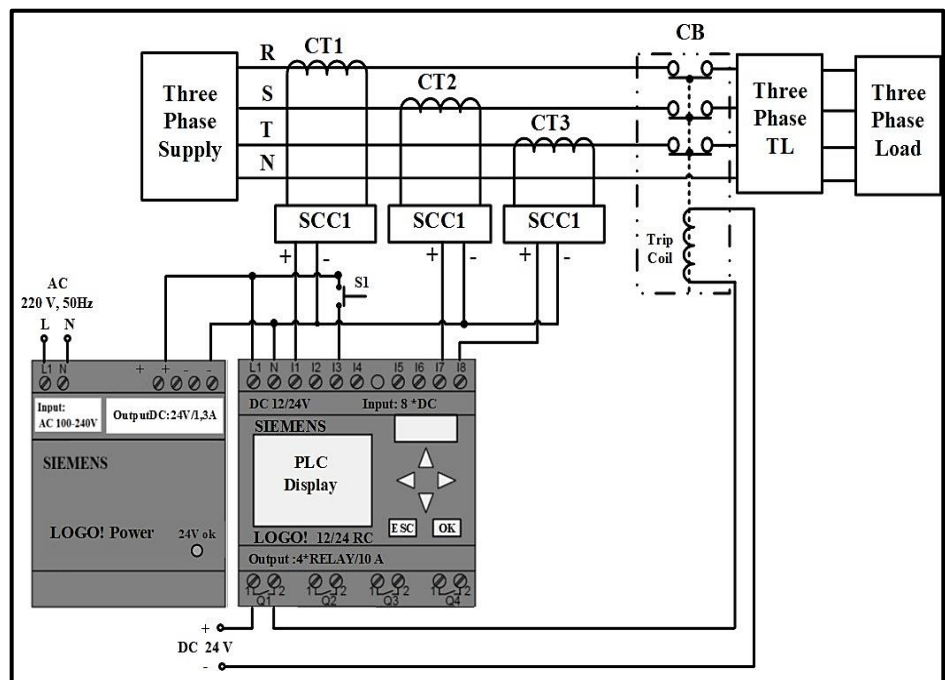 CT1
CB
R
CT2
S
CT3
T
N
Three
Phase
Supply
Three
Phase
TL
Three
Phase
Load
SCC1
SCC1
SCC1
+ -
+ -
+ -
Trip
Coil
S1
AC
220 V, 50Hz
L N
L1 N
+ + - -
L1 N I1 I2 I3 I4 I5 I6 I7 I8
Input:
AC 100-240V
OutputDC:24V/1,3A
SIEMENS
LOGO! Power
24V ok
DC 12/24V
Input: 8 *DC
SIEMENS
PLC
Display
ESC
OK
LOGO! 12/24 RC
Output :4*RELAY/10 A
1 2 1 2 1 2 1 2
Q1 Q2 Q3 Q4
+
DC 24 V
-